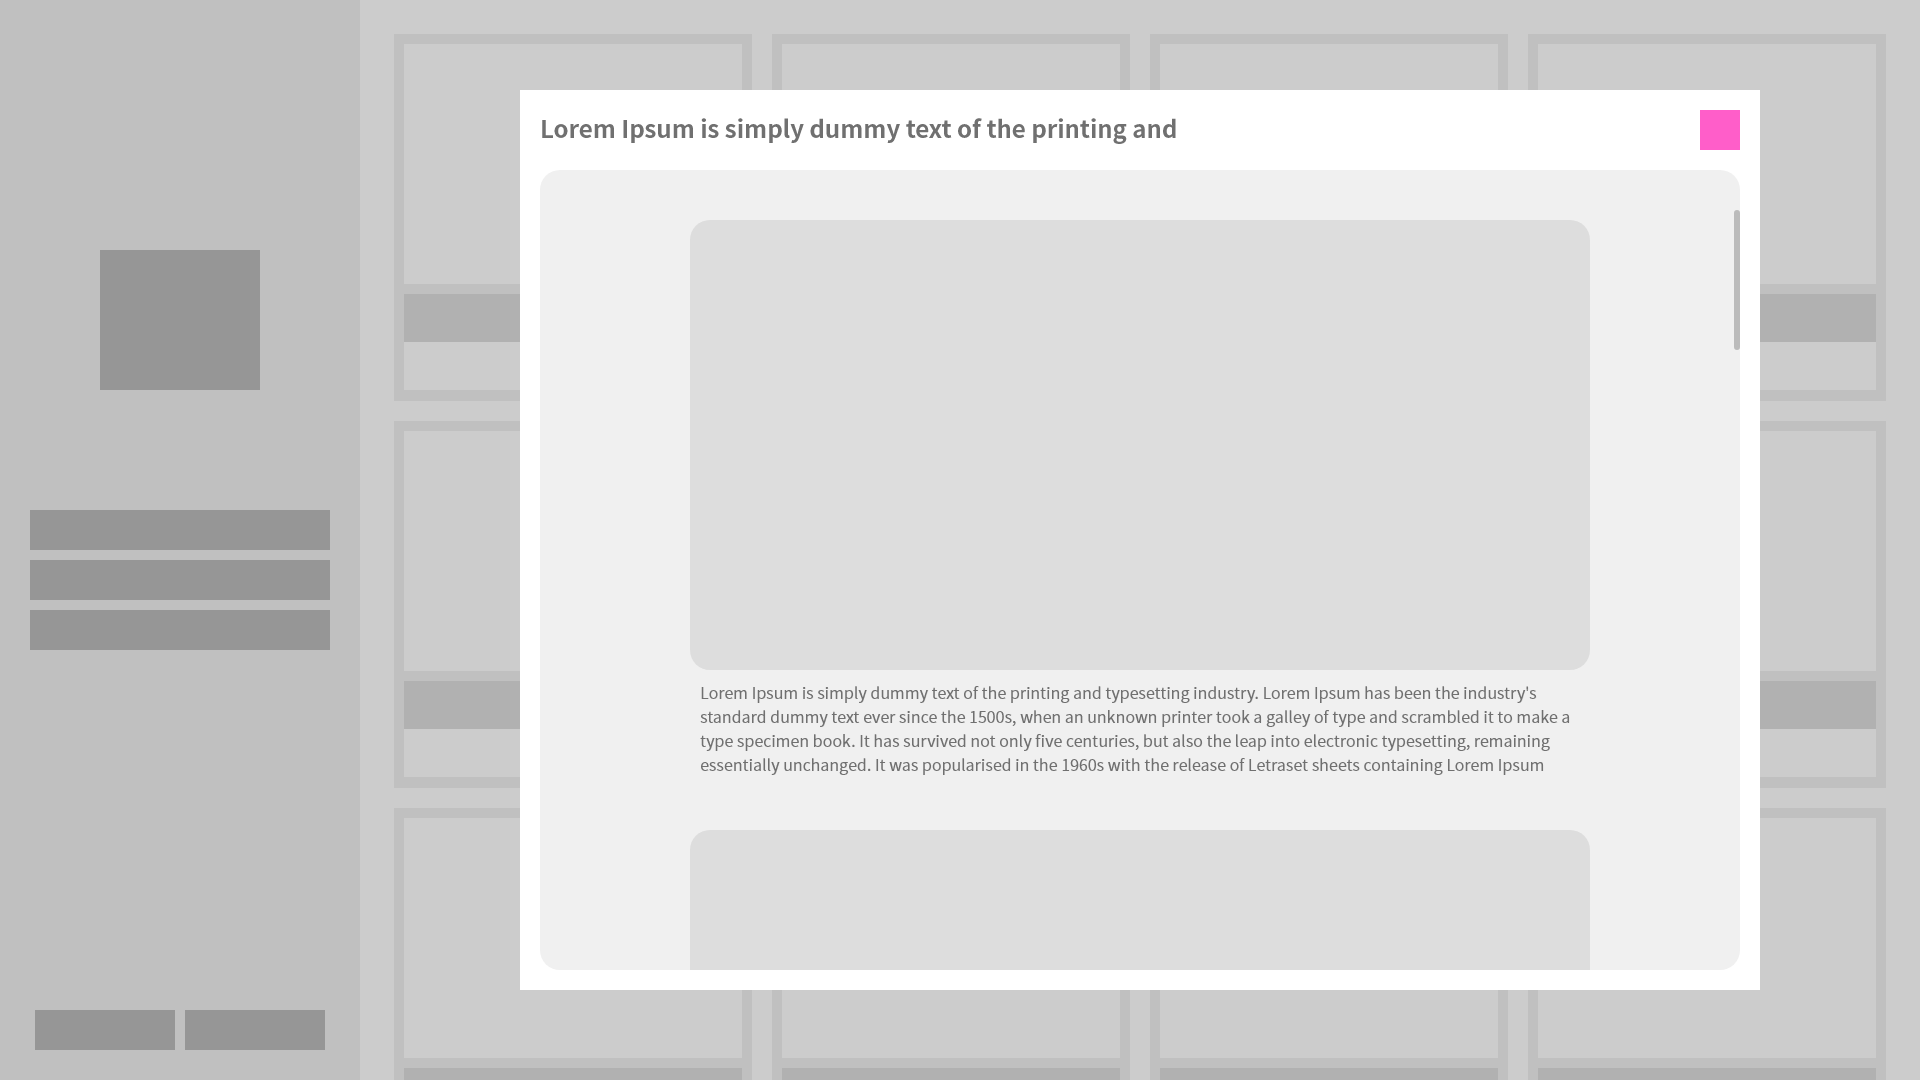 Lorem Ipsum is simply dummy text of the printing and
Lorem Ipsum is simply dummy text of the printing and typesetting industry. Lorem Ipsum has been the industry's
standard dummy text ever since the 1500s, when an unknown printer took a galley of type and scrambled it to make a
type specimen book. It has survived not only five centuries, but also the leap into electronic typesetting, remaining
essentially unchanged. It was popularised in the 1960s with the release of Letraset sheets containing Lorem Ipsum